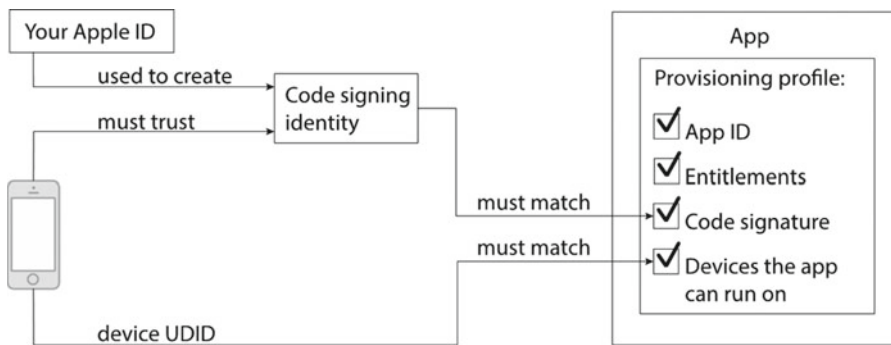 Your Apple ID
used to create
must trust
Code signing
identity
device UDID
must match
must match
App
Provisioning profile:
App ID
Entitlements
Code signature
Devices the app
can run on